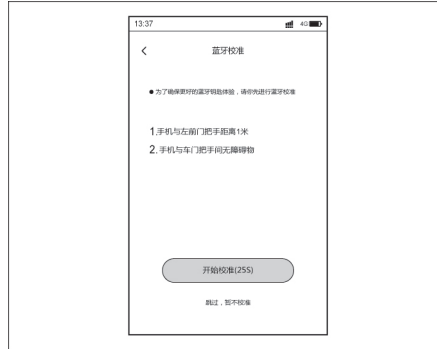 13:37
4G
蓝牙校准
● 为了确保更好的蓝牙钥匙体验，请你先进行蓝牙校准
1.手机与左前门把手距离1米
2.手机与车门把手间无障碍物
开始校准(25S)
跳过，暂不校准